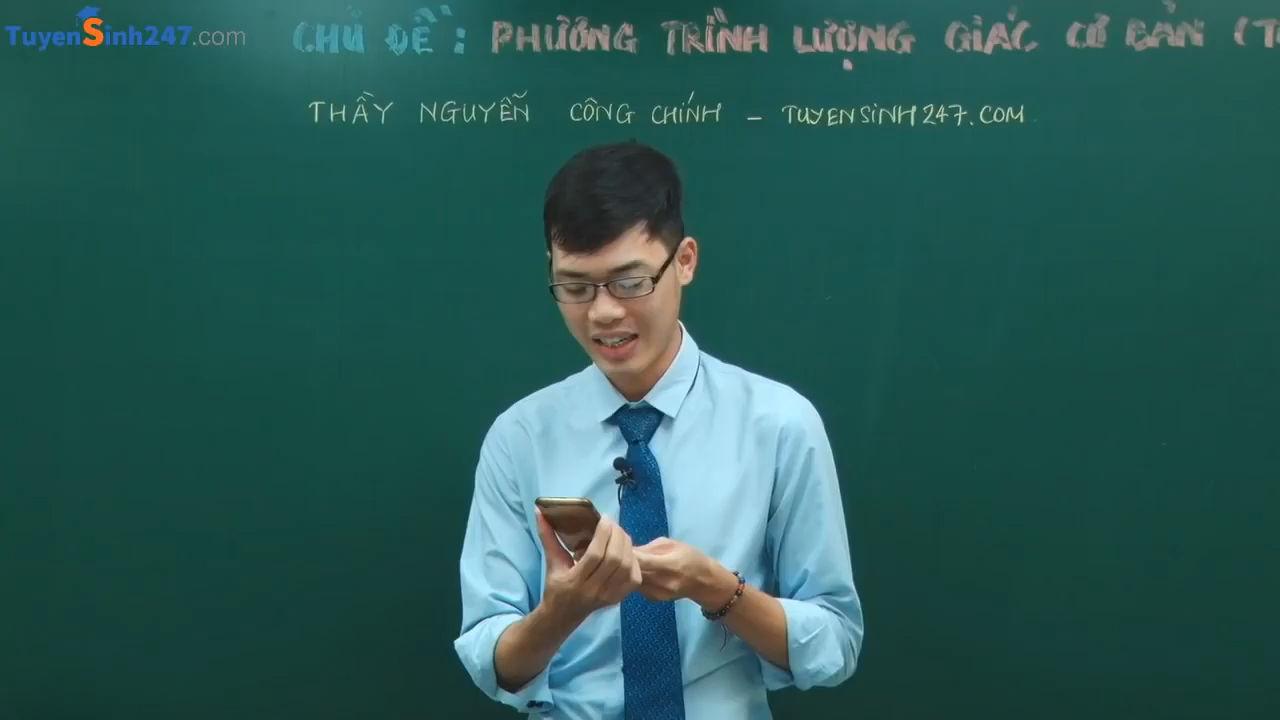 TuyenSinh247.com
CHỦ ĐỀ: PHƯƠNG TRÌNH LƯỢNG GIÁC CƠ BẢN (T
THẦY NGUYỄN CÔNG CHÍNH - TUYENSINH247.COM